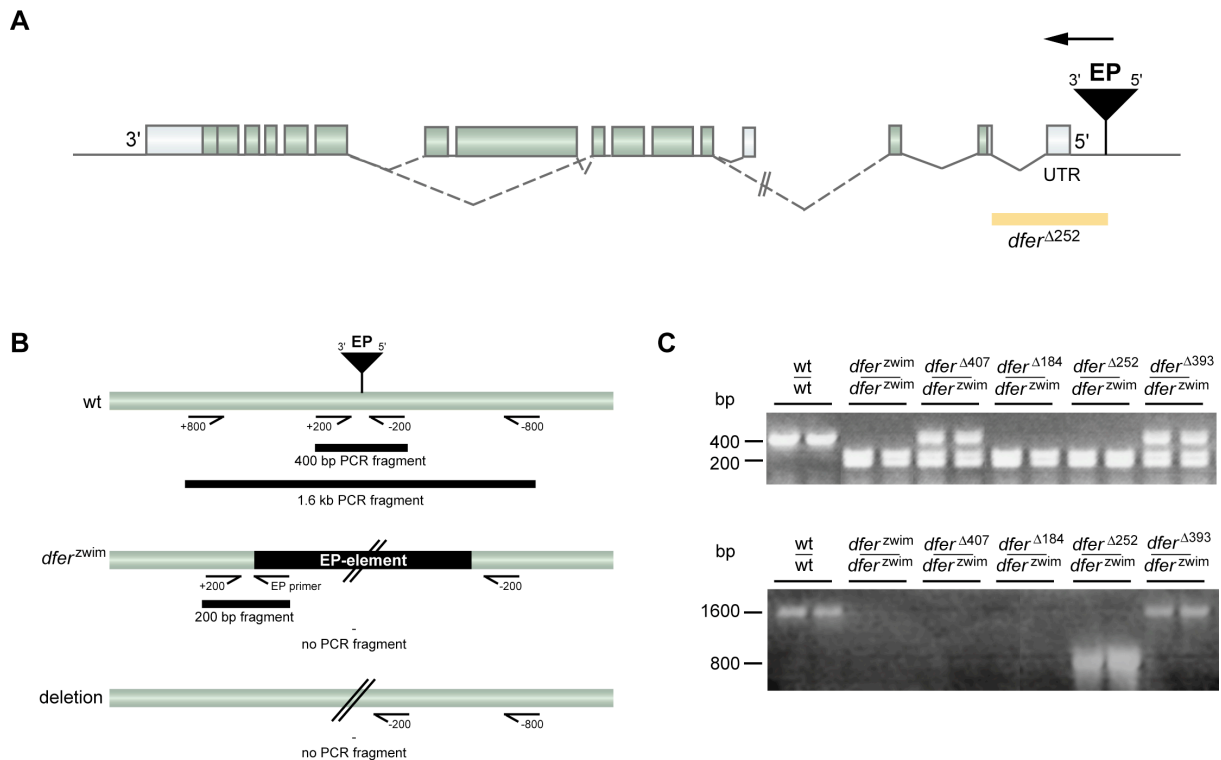 A
3' EP 5'
3'
5'
UTR
dfer Δ252
B
3' EP 5'
wt
+800 +200 -200 -800
400 bp PCR fragment
1.6 kb PCR fragment
dfer zwim
EP-element
+200 EP primer -200
200 bp fragment
-
no PCR fragment
deletion
-200 -800
-
no PCR fragment
C
wt dfer zwim dfer Δ407 dfer Δ184 dfer Δ252 dfer Δ393
wt dfer zwim dfer zwim dfer zwim dfer zwim dfer zwim
bp
400
200
wt dfer zwim dfer Δ407 dfer Δ184 dfer Δ252 dfer Δ393
wt dfer zwim dfer zwim dfer zwim dfer zwim dfer zwim
bp
1600
800